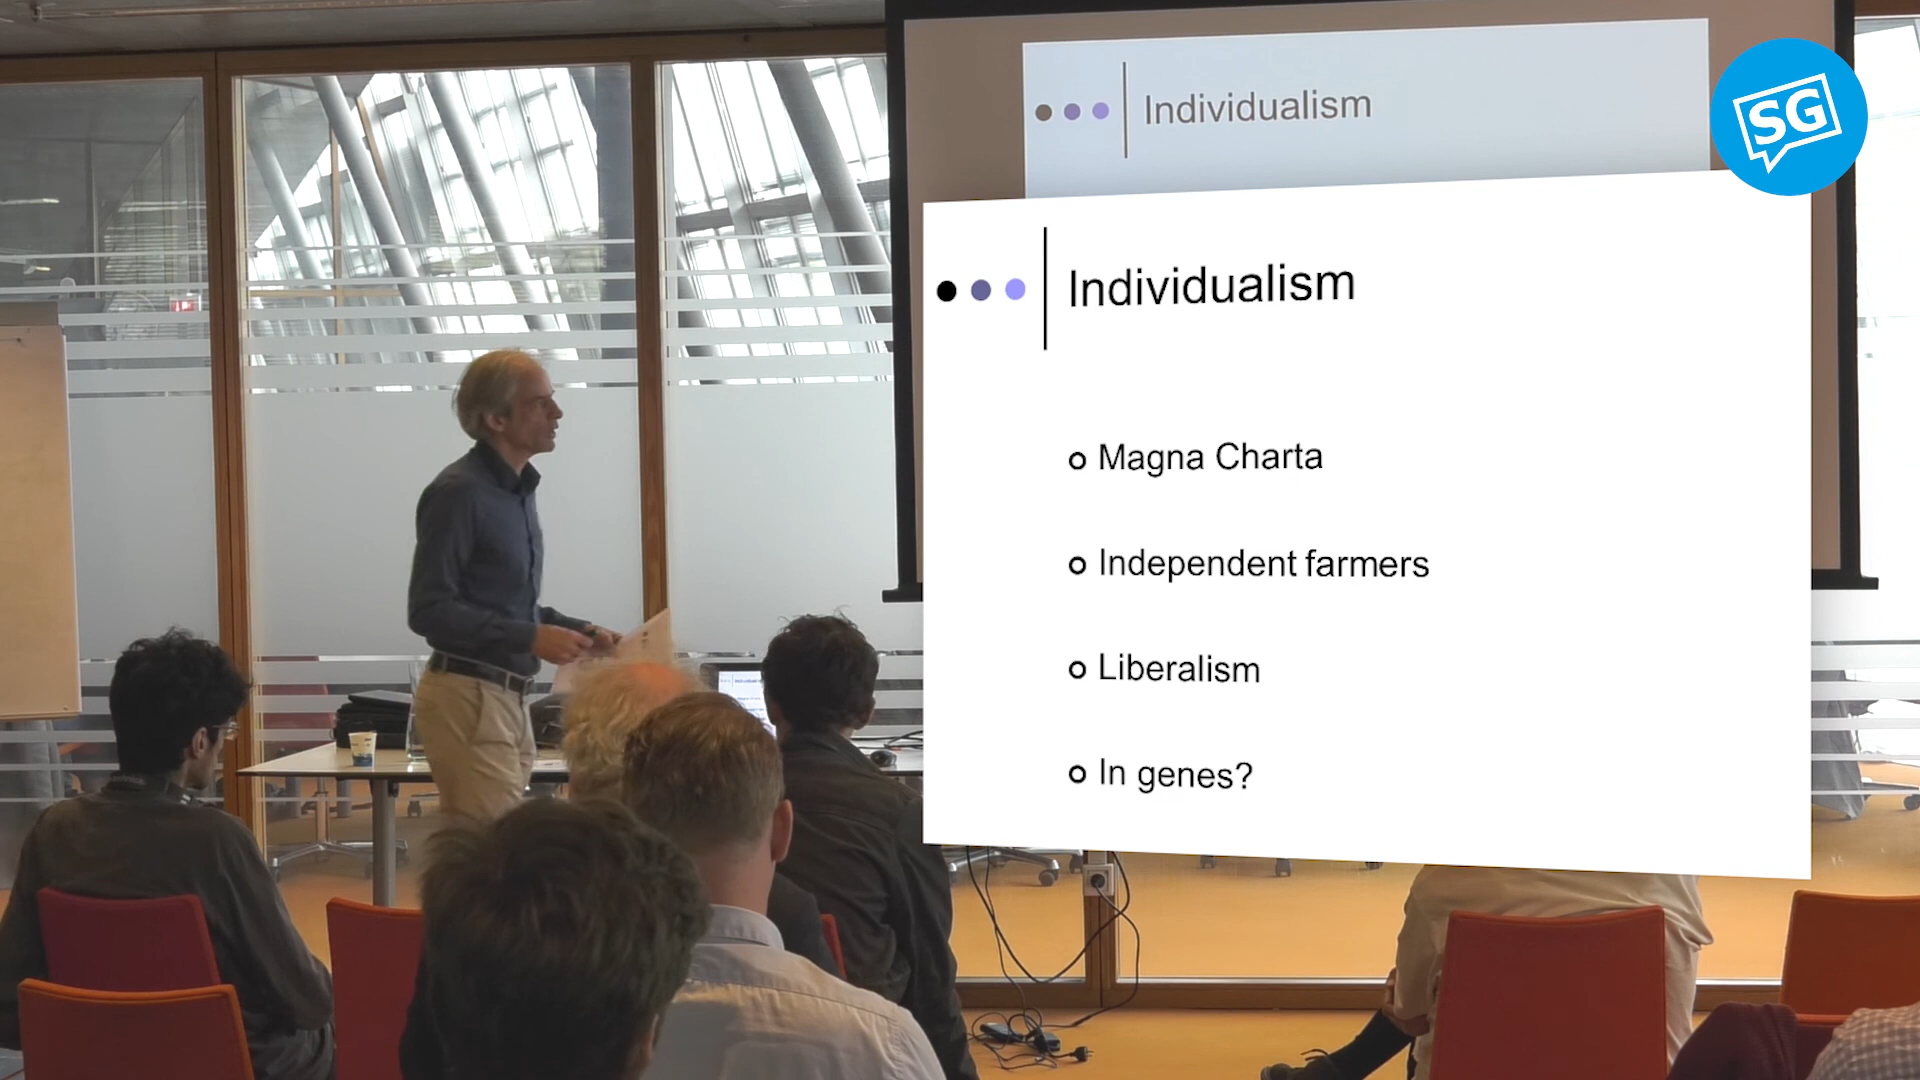 Individualism
SG
Individualism
Magna Charta
Independent farmers
Liberalism
In genes?